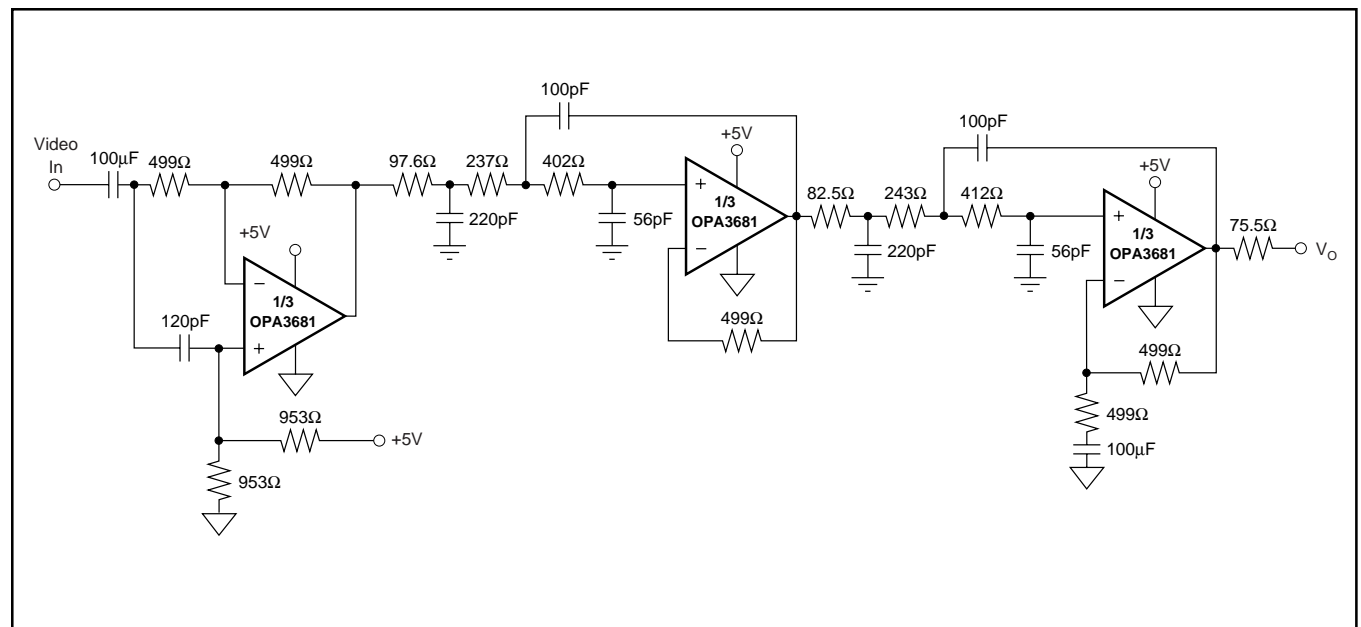 Video
In
100µF
499Ω
499Ω
+5V
–
+
1/3
OPA3681
120pF
953Ω
+5V
953Ω
97.6Ω
220pF
237Ω
100pF
402Ω
56pF
+5V
+
–
1/3
OPA3681
499Ω
82.5Ω
220pF
243Ω
100pF
412Ω
56pF
+5V
+
–
1/3
OPA3681
499Ω
499Ω
100µF
75.5Ω
VO